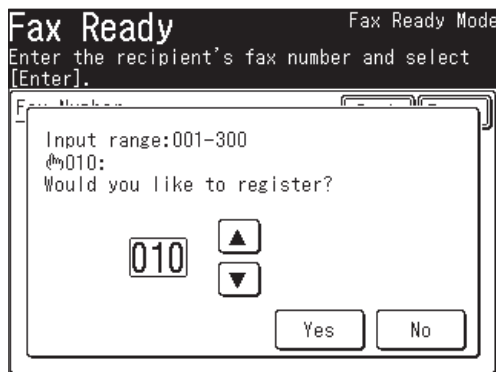 Fax Ready
Fax Ready Mode
Enter the recipient's fax number and select
[Enter].
Input range:001-300
010:
Would you like to register?
010
▲
▼
Yes
No